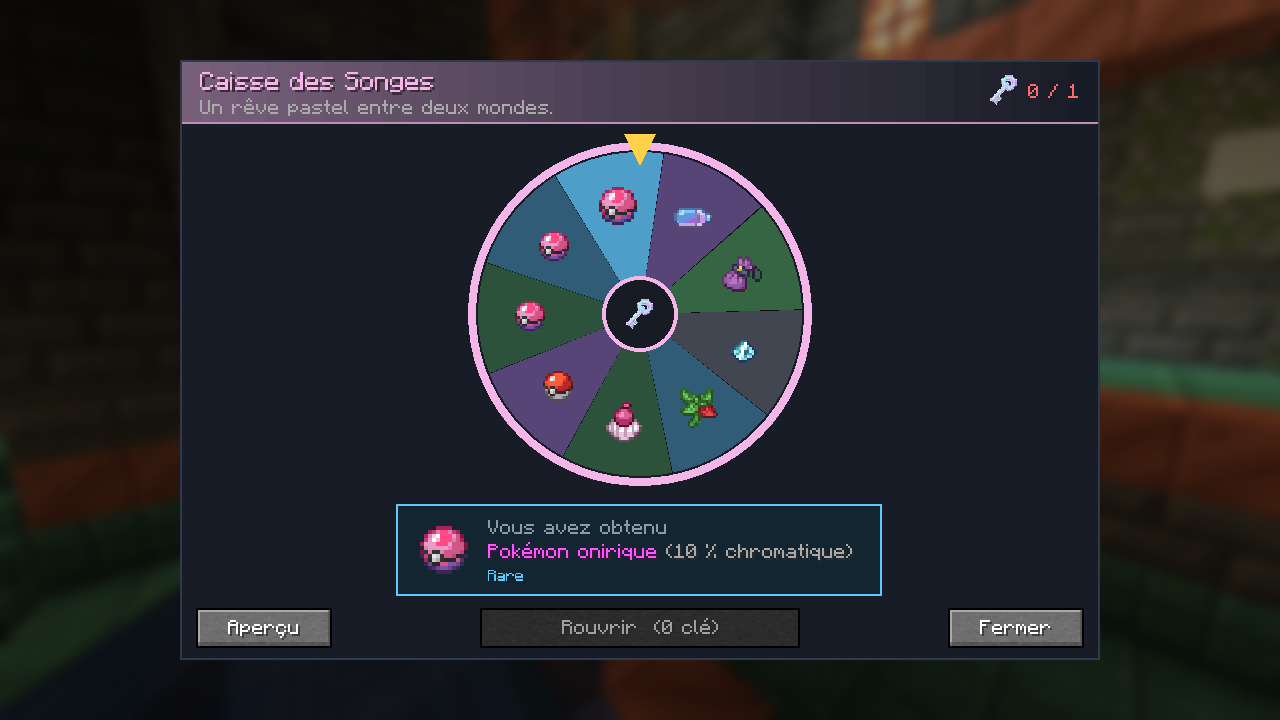 Caisse des Songes
Un rêve pastel entre deux mondes.
0 / 1
Vous avez obtenu
Pokémon onirique (10 % chromatique)
Rare
Aperçu
Rouvrir (0 clé)
Fermer